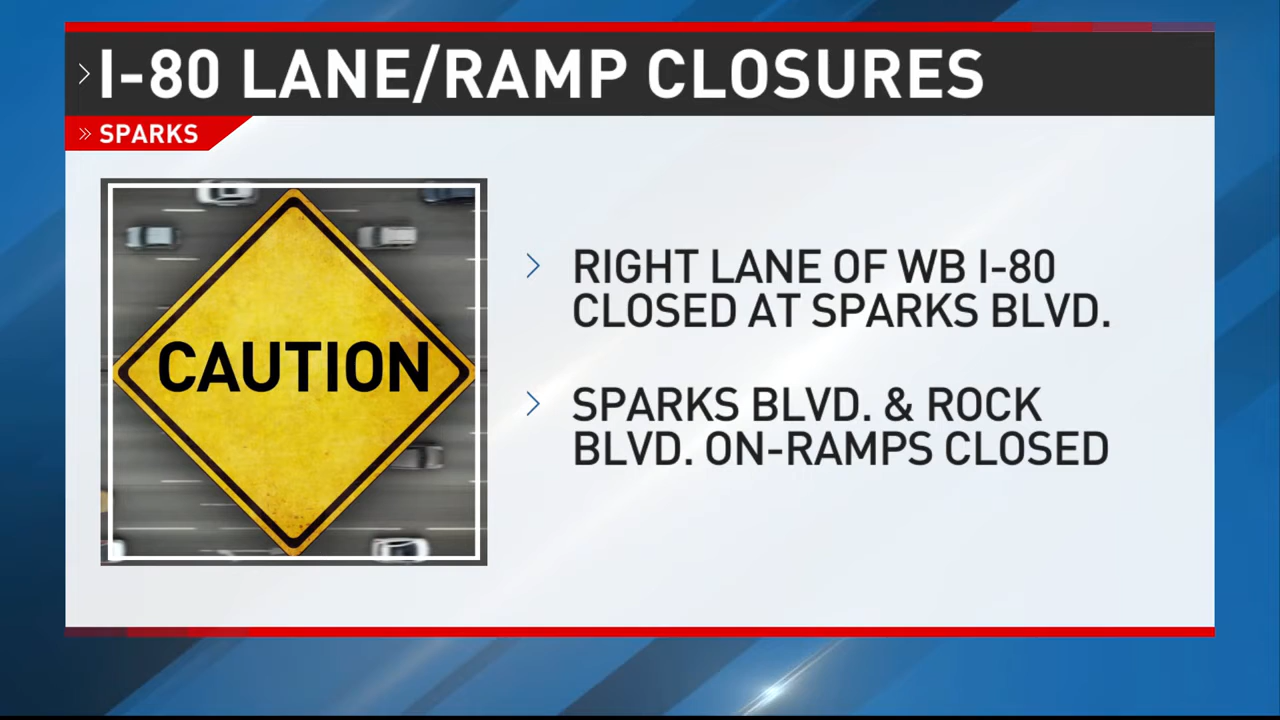 I-80 LANE/RAMP CLOSURES
SPARKS
CAUTION
RIGHT LANE OF WB I-80
CLOSED AT SPARKS BLVD.
SPARKS BLVD. & ROCK
BLVD. ON-RAMPS CLOSED